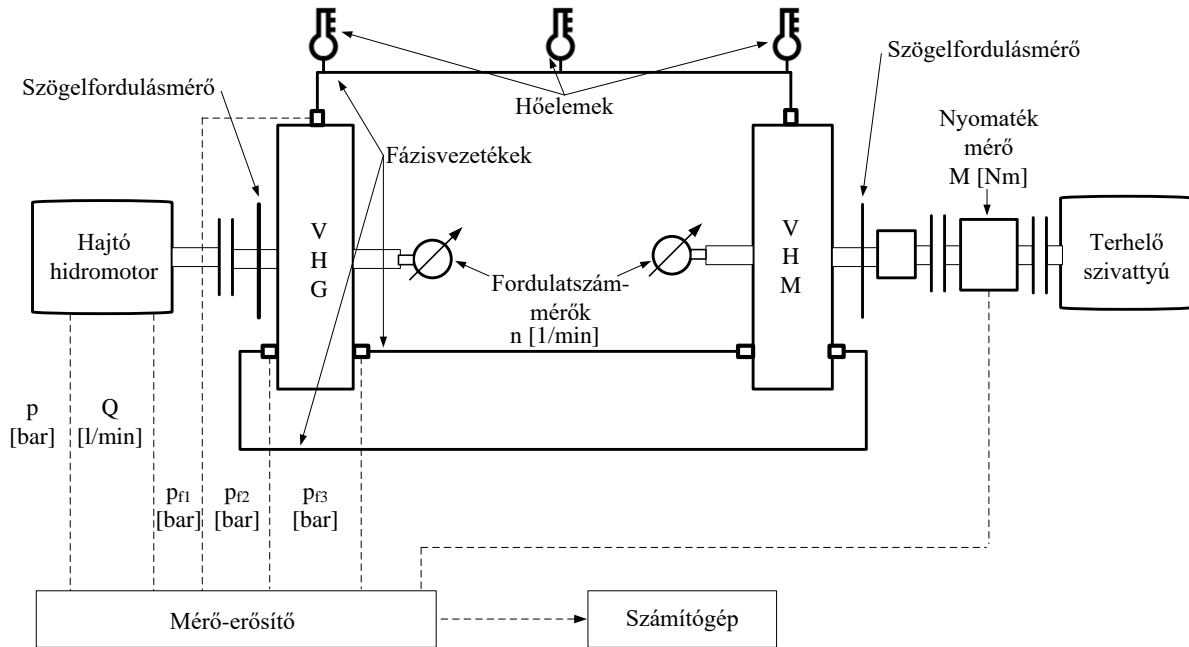 Szögelfordulásmérő
Hőelemek
Szögelfordulásmérő
Nyomaték
mérő
M [Nm]
Fázisvezetékek
Hajtó
hidromotor
V
H
G
Fordulatszám-
mérők
n [1/min]
V
H
M
Terhelő
szivattyú
p
[bar]
Q
[l/min]
pf1
[bar]
pf2
[bar]
pf3
[bar]
Mérő-erősítő
Számítógép